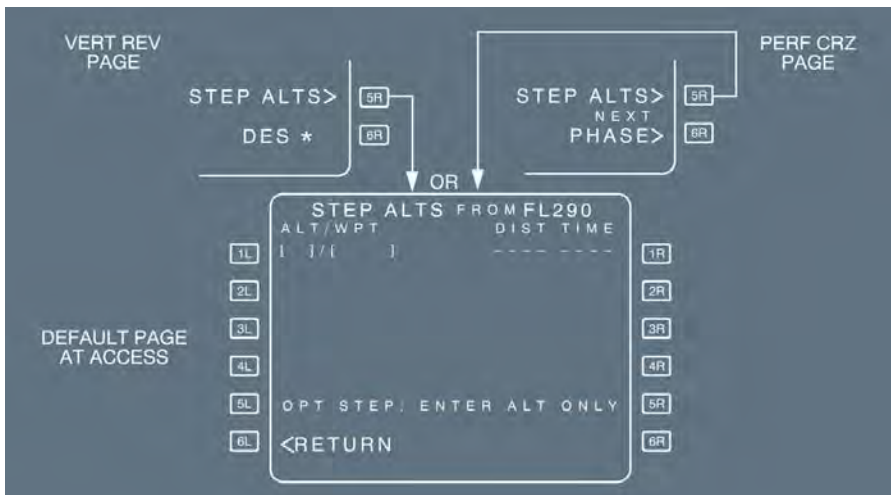 VERT REV
PAGE
PERF CRZ
PAGE
STEP ALTS> 5R
DES * 6R
STEP ALTS> 5R
NEXT
PHASE> 6R
OR
STEP ALTS FROM FL290
ALT/WPT DIST TIME
1L [ ]/[ ] ---- ---- 1R
2L 2R
3L 3R
DEFAULT PAGE
AT ACCESS
4L 4R
5L OPT STEP: ENTER ALT ONLY 5R
6L <RETURN 6R